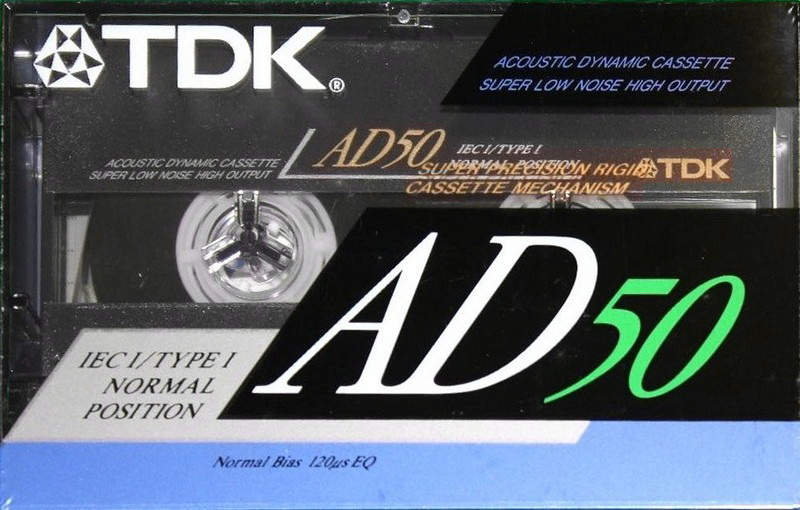 TDK®
ACOUSTIC DYNAMIC CASSETTE
SUPER LOW NOISE HIGH OUTPUT
ACOUSTIC DYNAMIC CASSETTE
SUPER LOW NOISE HIGH OUTPUT
AD50
IEC I/TYPE I
NORMAL POSITION
SUPER PRECISION RIGID
CASSETTE MECHANISM
TDK
AD50
IEC I/TYPE I
NORMAL
POSITION
Normal Bias 120µs EQ